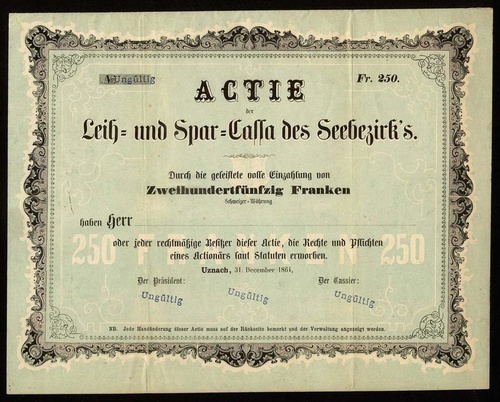 Ungültig
Fr. 250.
ACTIE
der
Leih= und Spar=Cassa des Seebezirk's.
Durch die geleistete volle Einzahlung von
Zweihundertfünfzig Franken
Schweizer=Währung
haben Herr
oder jeder rechtmäßige Besitzer dieser Actie, die Rechte und Pflichten
250 F N 250
eines Actionärs laut Statuten erworben.
Uznach, 31. December 1864.
Der Präsident: Der Cassier:
Ungültig Ungültig Ungültig
NB. Jede Handänderung dieser Actie muss auf der Rükseite bemerkt und der Verwaltung angezeigt werden.